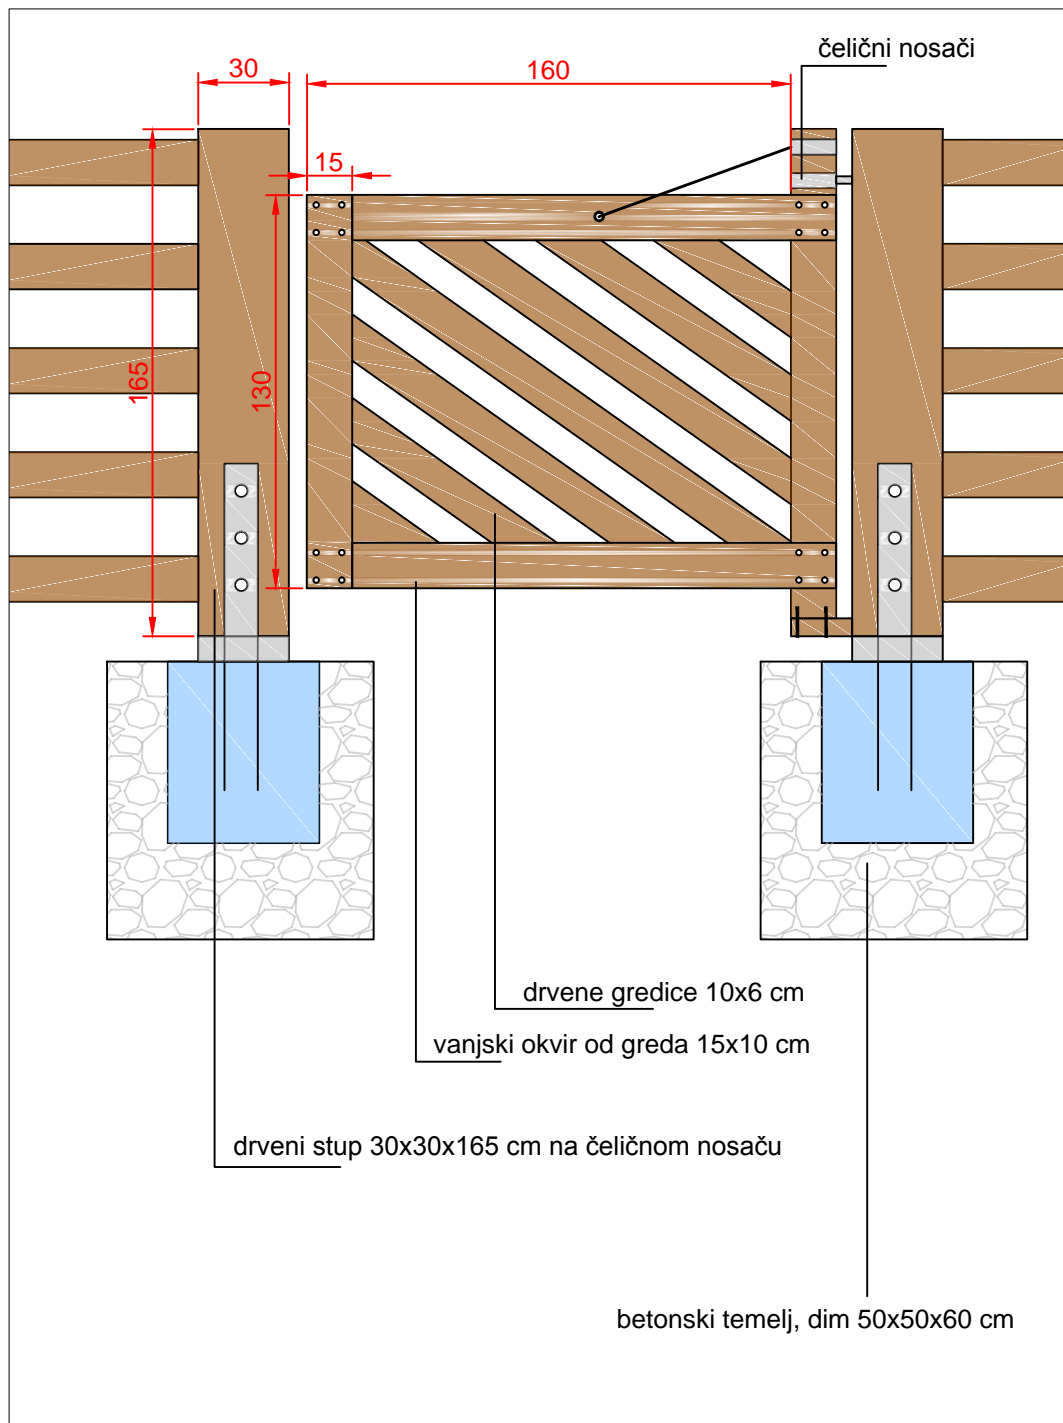 čelični nosači
30
160
15
165
130
drvene gredice 10x6 cm
vanjski okvir od greda 15x10 cm
drveni stup 30x30x165 cm na čeličnom nosaču
betonski temelj, dim 50x50x60 cm